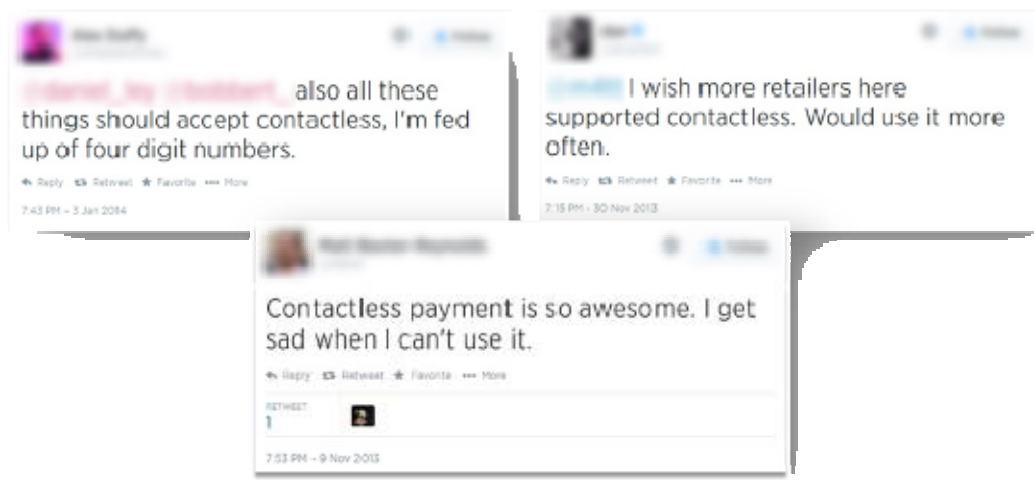 also all these
things should accept contactless, I'm fed
up of four digit numbers.
Reply Retweet Favorite More
7:43 PM - 3 Jan 2014
I wish more retailers here
supported contactless. Would use it more
often.
Reply Retweet Favorite More
7:15 PM - 30 Nov 2013
Contactless payment is so awesome. I get
sad when I can't use it.
Reply Retweet Favorite More
RETWEET
1
7:53 PM - 9 Nov 2013